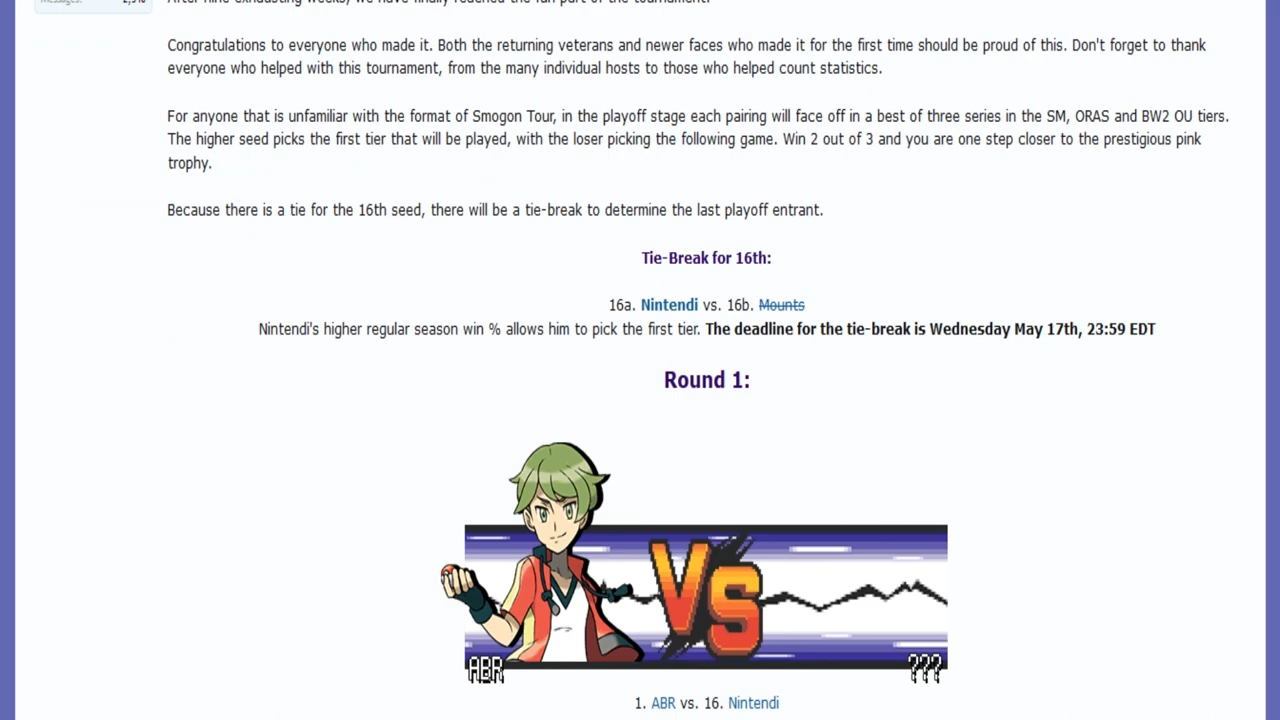 Messages:
After nine exhausting weeks, we have finally reached the fun part of the tournament.
Congratulations to everyone who made it. Both the returning veterans and newer faces who made it for the first time should be proud of this. Don't forget to thank
everyone who helped with this tournament, from the many individual hosts to those who helped count statistics.
For anyone that is unfamiliar with the format of Smogon Tour, in the playoff stage each pairing will face off in a best of three series in the SM, ORAS and BW2 OU tiers.
The higher seed picks the first tier that will be played, with the loser picking the following game. Win 2 out of 3 and you are one step closer to the prestigious pink
trophy.
Because there is a tie for the 16th seed, there will be a tie-break to determine the last playoff entrant.
Tie-Break for 16th:
16a. Nintendi vs. 16b. Mounts
Nintendi's higher regular season win % allows him to pick the first tier. The deadline for the tie-break is Wednesday May 17th, 23:59 EDT
Round 1:
VS
ABR ???
1. ABR vs. 16. Nintendi